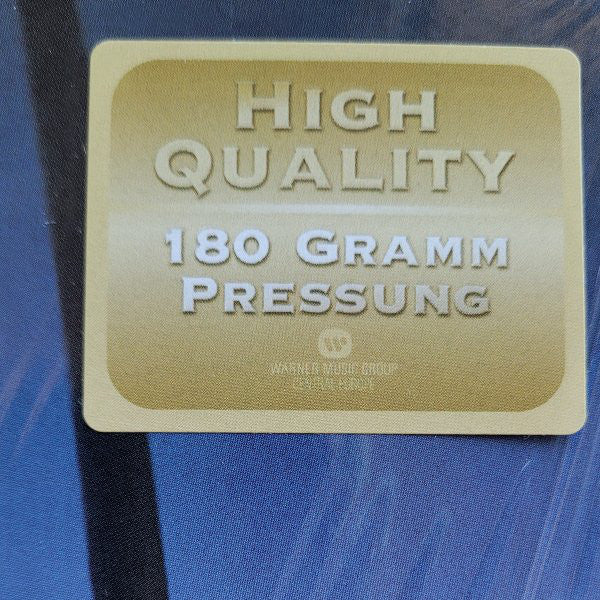 HIGH
QUALITY
180 GRAMM
PRESSUNG
WARNER MUSIC GROUP
CENTRAL EUROPE